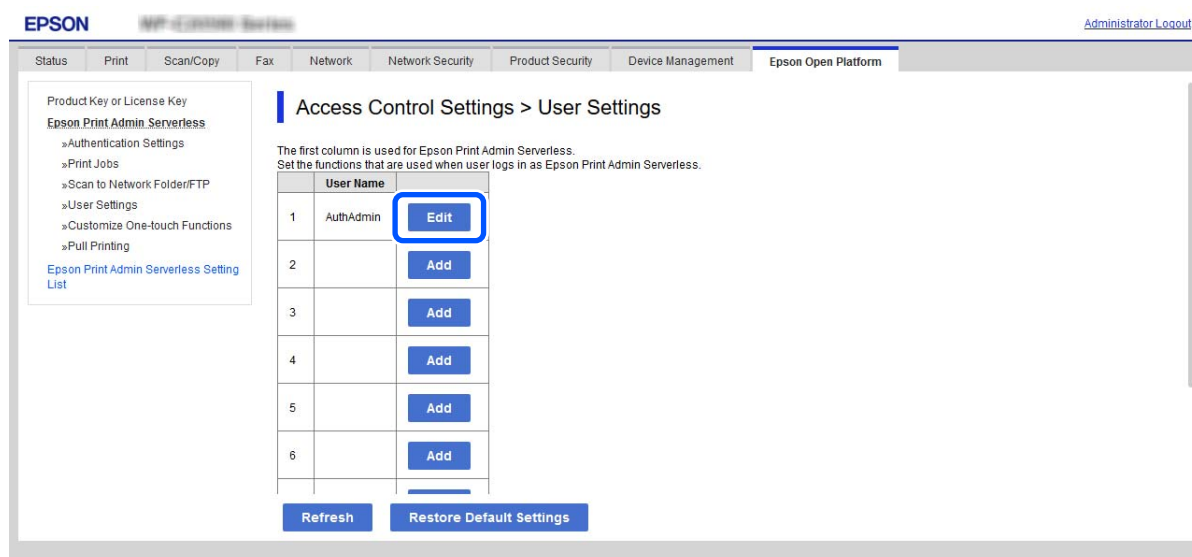 EPSON
Administrator Logout
Status Print Scan/Copy Fax Network Network Security Product Security Device Management Epson Open Platform
Product Key or License Key
Epson Print Admin Serverless
»Authentication Settings
»Print Jobs
»Scan to Network Folder/FTP
»User Settings
»Customize One-touch Functions
»Pull Printing
Epson Print Admin Serverless Setting
List
Access Control Settings > User Settings
The first column is used for Epson Print Admin Serverless.
Set the functions that are used when user logs in as Epson Print Admin Serverless.
User Name
1 AuthAdmin Edit
2 Add
3 Add
4 Add
5 Add
6 Add
Refresh Restore Default Settings